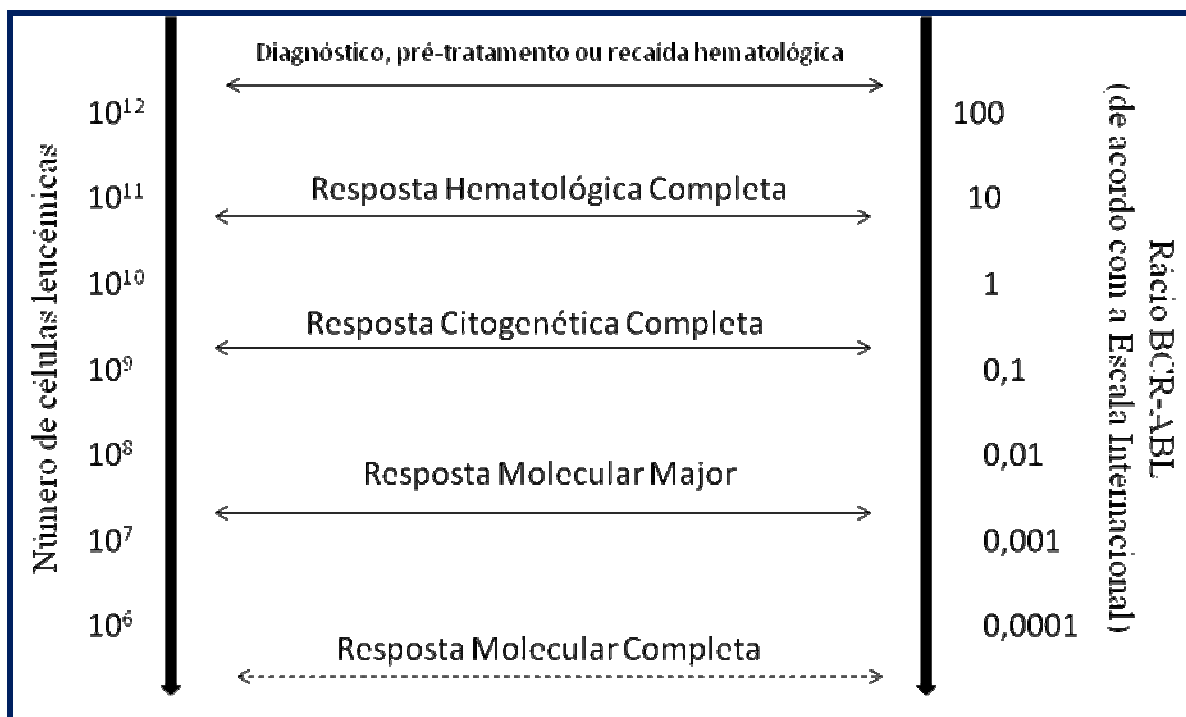 Diagnóstico, pré-tratamento ou recaída hematológica
10¹² 100
Resposta Hematológica Completa
10¹¹ 10
10¹⁰ 1
Resposta Citogenética Completa
10⁹ 0,1
10⁸ 0,01
Resposta Molecular Major
10⁷ 0,001
10⁶ 0,0001
Resposta Molecular Completa
Número de células leucémicas
Rácio BCR-ABL
(de acordo com a Escala Internacional)